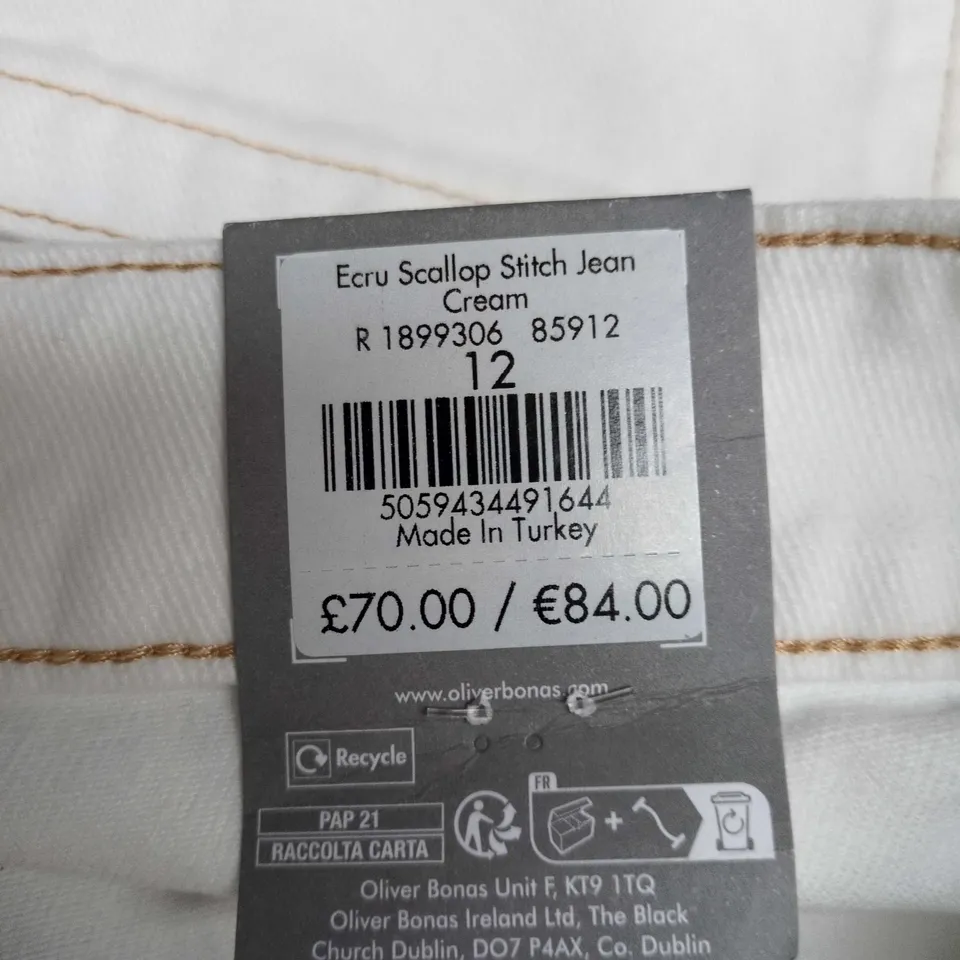 Ecru Scallop Stitch Jean
Cream
R 1899306 85912
12
5059434491644
Made In Turkey
£70.00 / €84.00
www.oliverbonas.com
Recycle
FR
PAP 21
RACCOLTA CARTA
+
Oliver Bonas Unit F, KT9 1TQ
Oliver Bonas Ireland Ltd, The Black
Church Dublin, DO7 P4AX, Co. Dublin